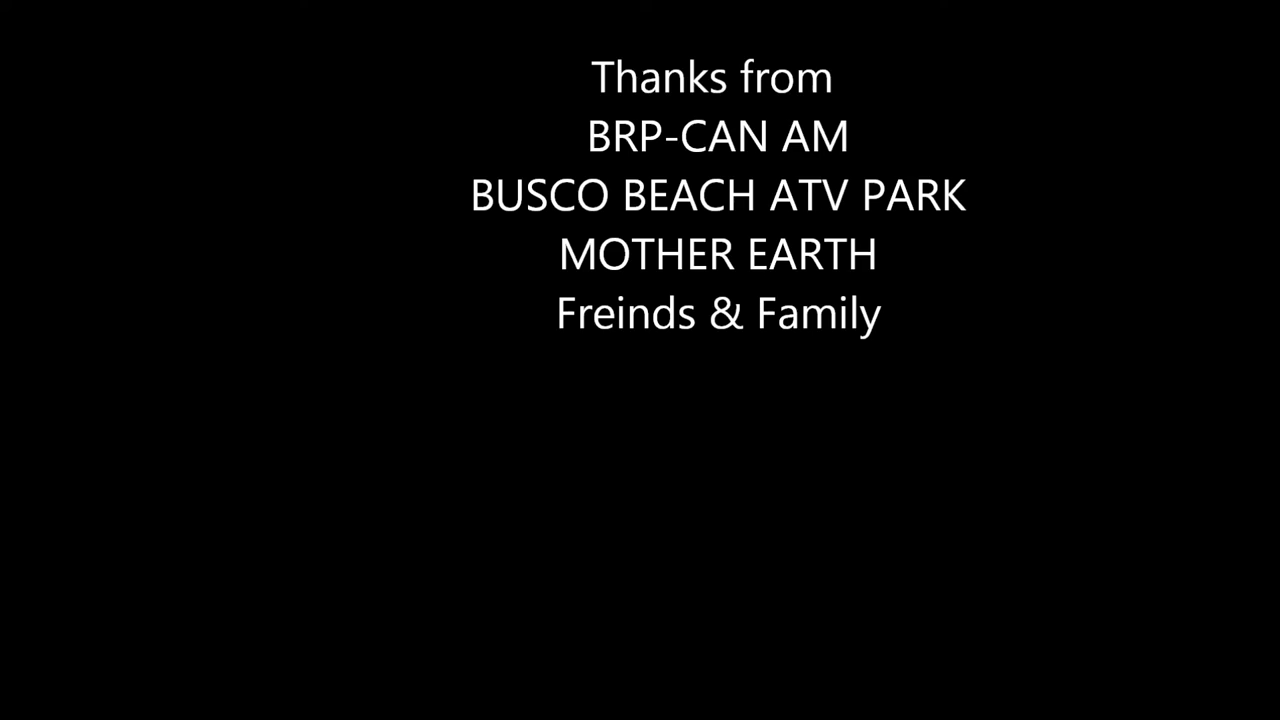 Thanks from
BRP-CAN AM
BUSCO BEACH ATV PARK
MOTHER EARTH
Freinds & Family